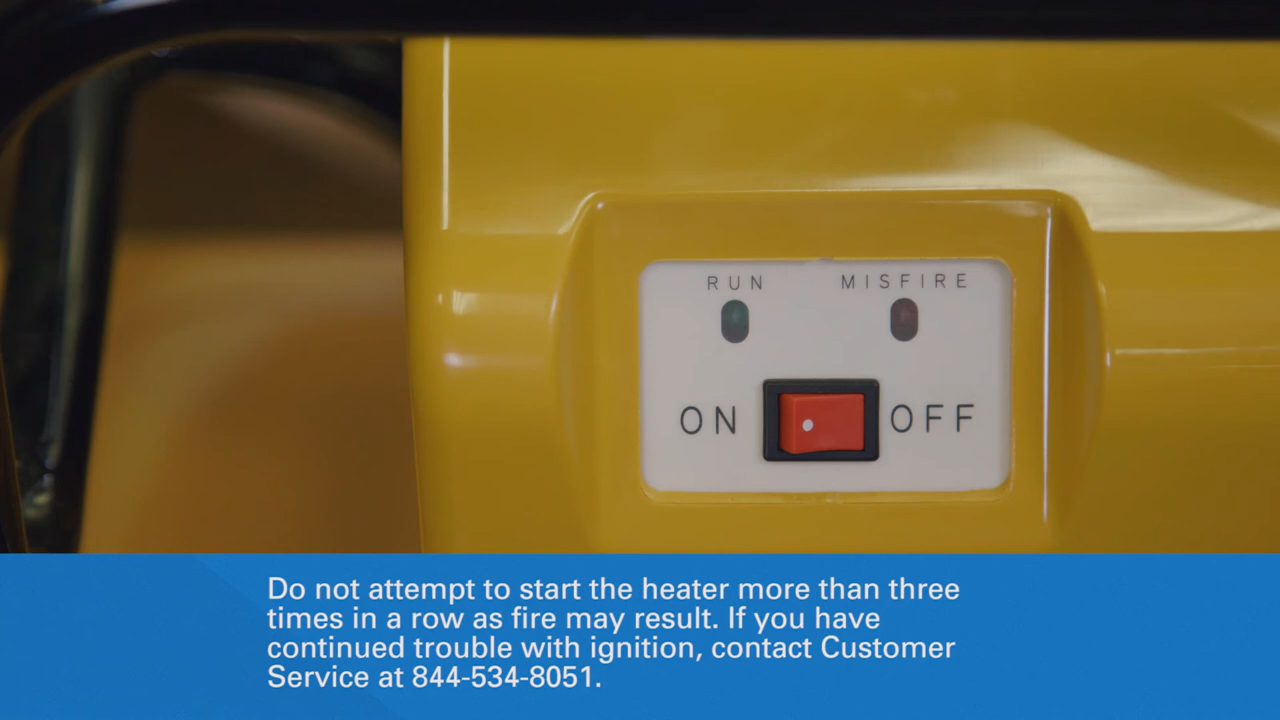 RUN MISFIRE
ON OFF
Do not attempt to start the heater more than three
times in a row as fire may result. If you have
continued trouble with ignition, contact Customer
Service at 844-534-8051.